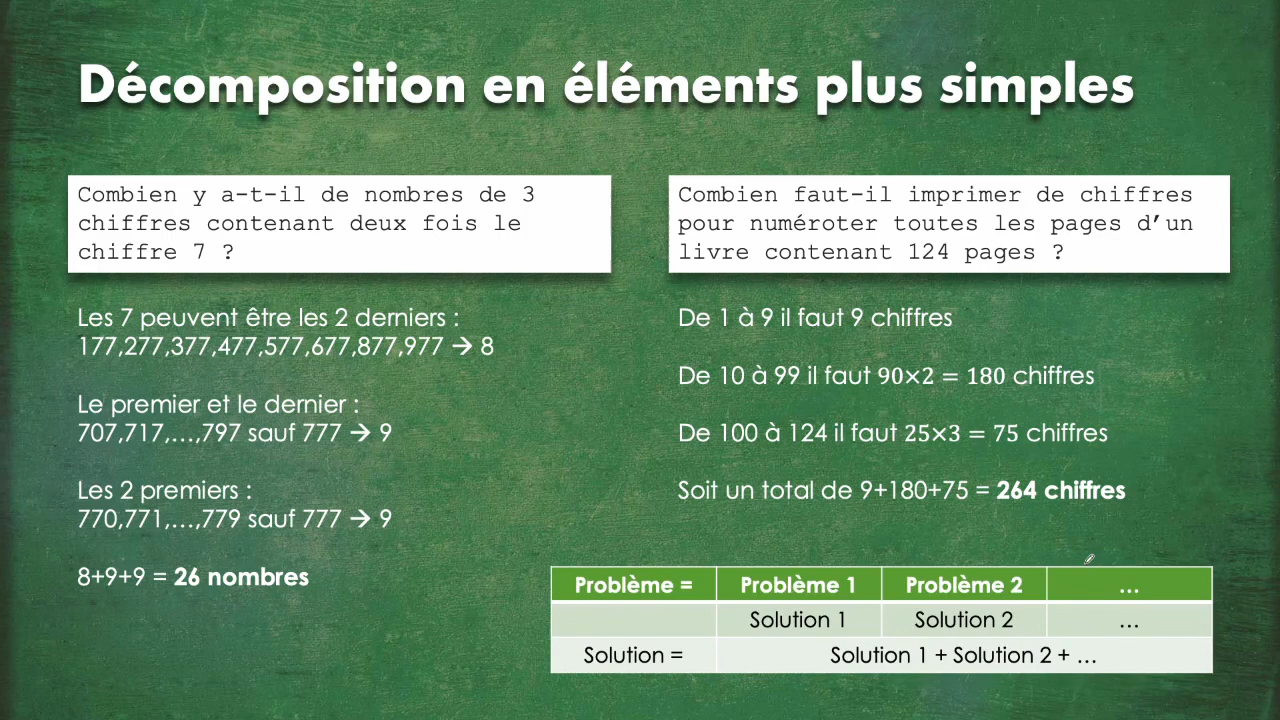 Décomposition en éléments plus simples
Combien y a-t-il de nombres de 3
chiffres contenant deux fois le
chiffre 7 ?
Les 7 peuvent être les 2 derniers :
177,277,377,477,577,677,877,977 → 8
Le premier et le dernier :
707,717,…,797 sauf 777 → 9
Les 2 premiers :
770,771,…,779 sauf 777 → 9
8+9+9 = 26 nombres
Combien faut-il imprimer de chiffres
pour numéroter toutes les pages d’un
livre contenant 124 pages ?
De 1 à 9 il faut 9 chiffres
De 10 à 99 il faut 90×2 = 180 chiffres
De 100 à 124 il faut 25×3 = 75 chiffres
Soit un total de 9+180+75 = 264 chiffres
Problème = Problème 1 Problème 2 …
Solution 1 Solution 2 …
Solution = Solution 1 + Solution 2 + …